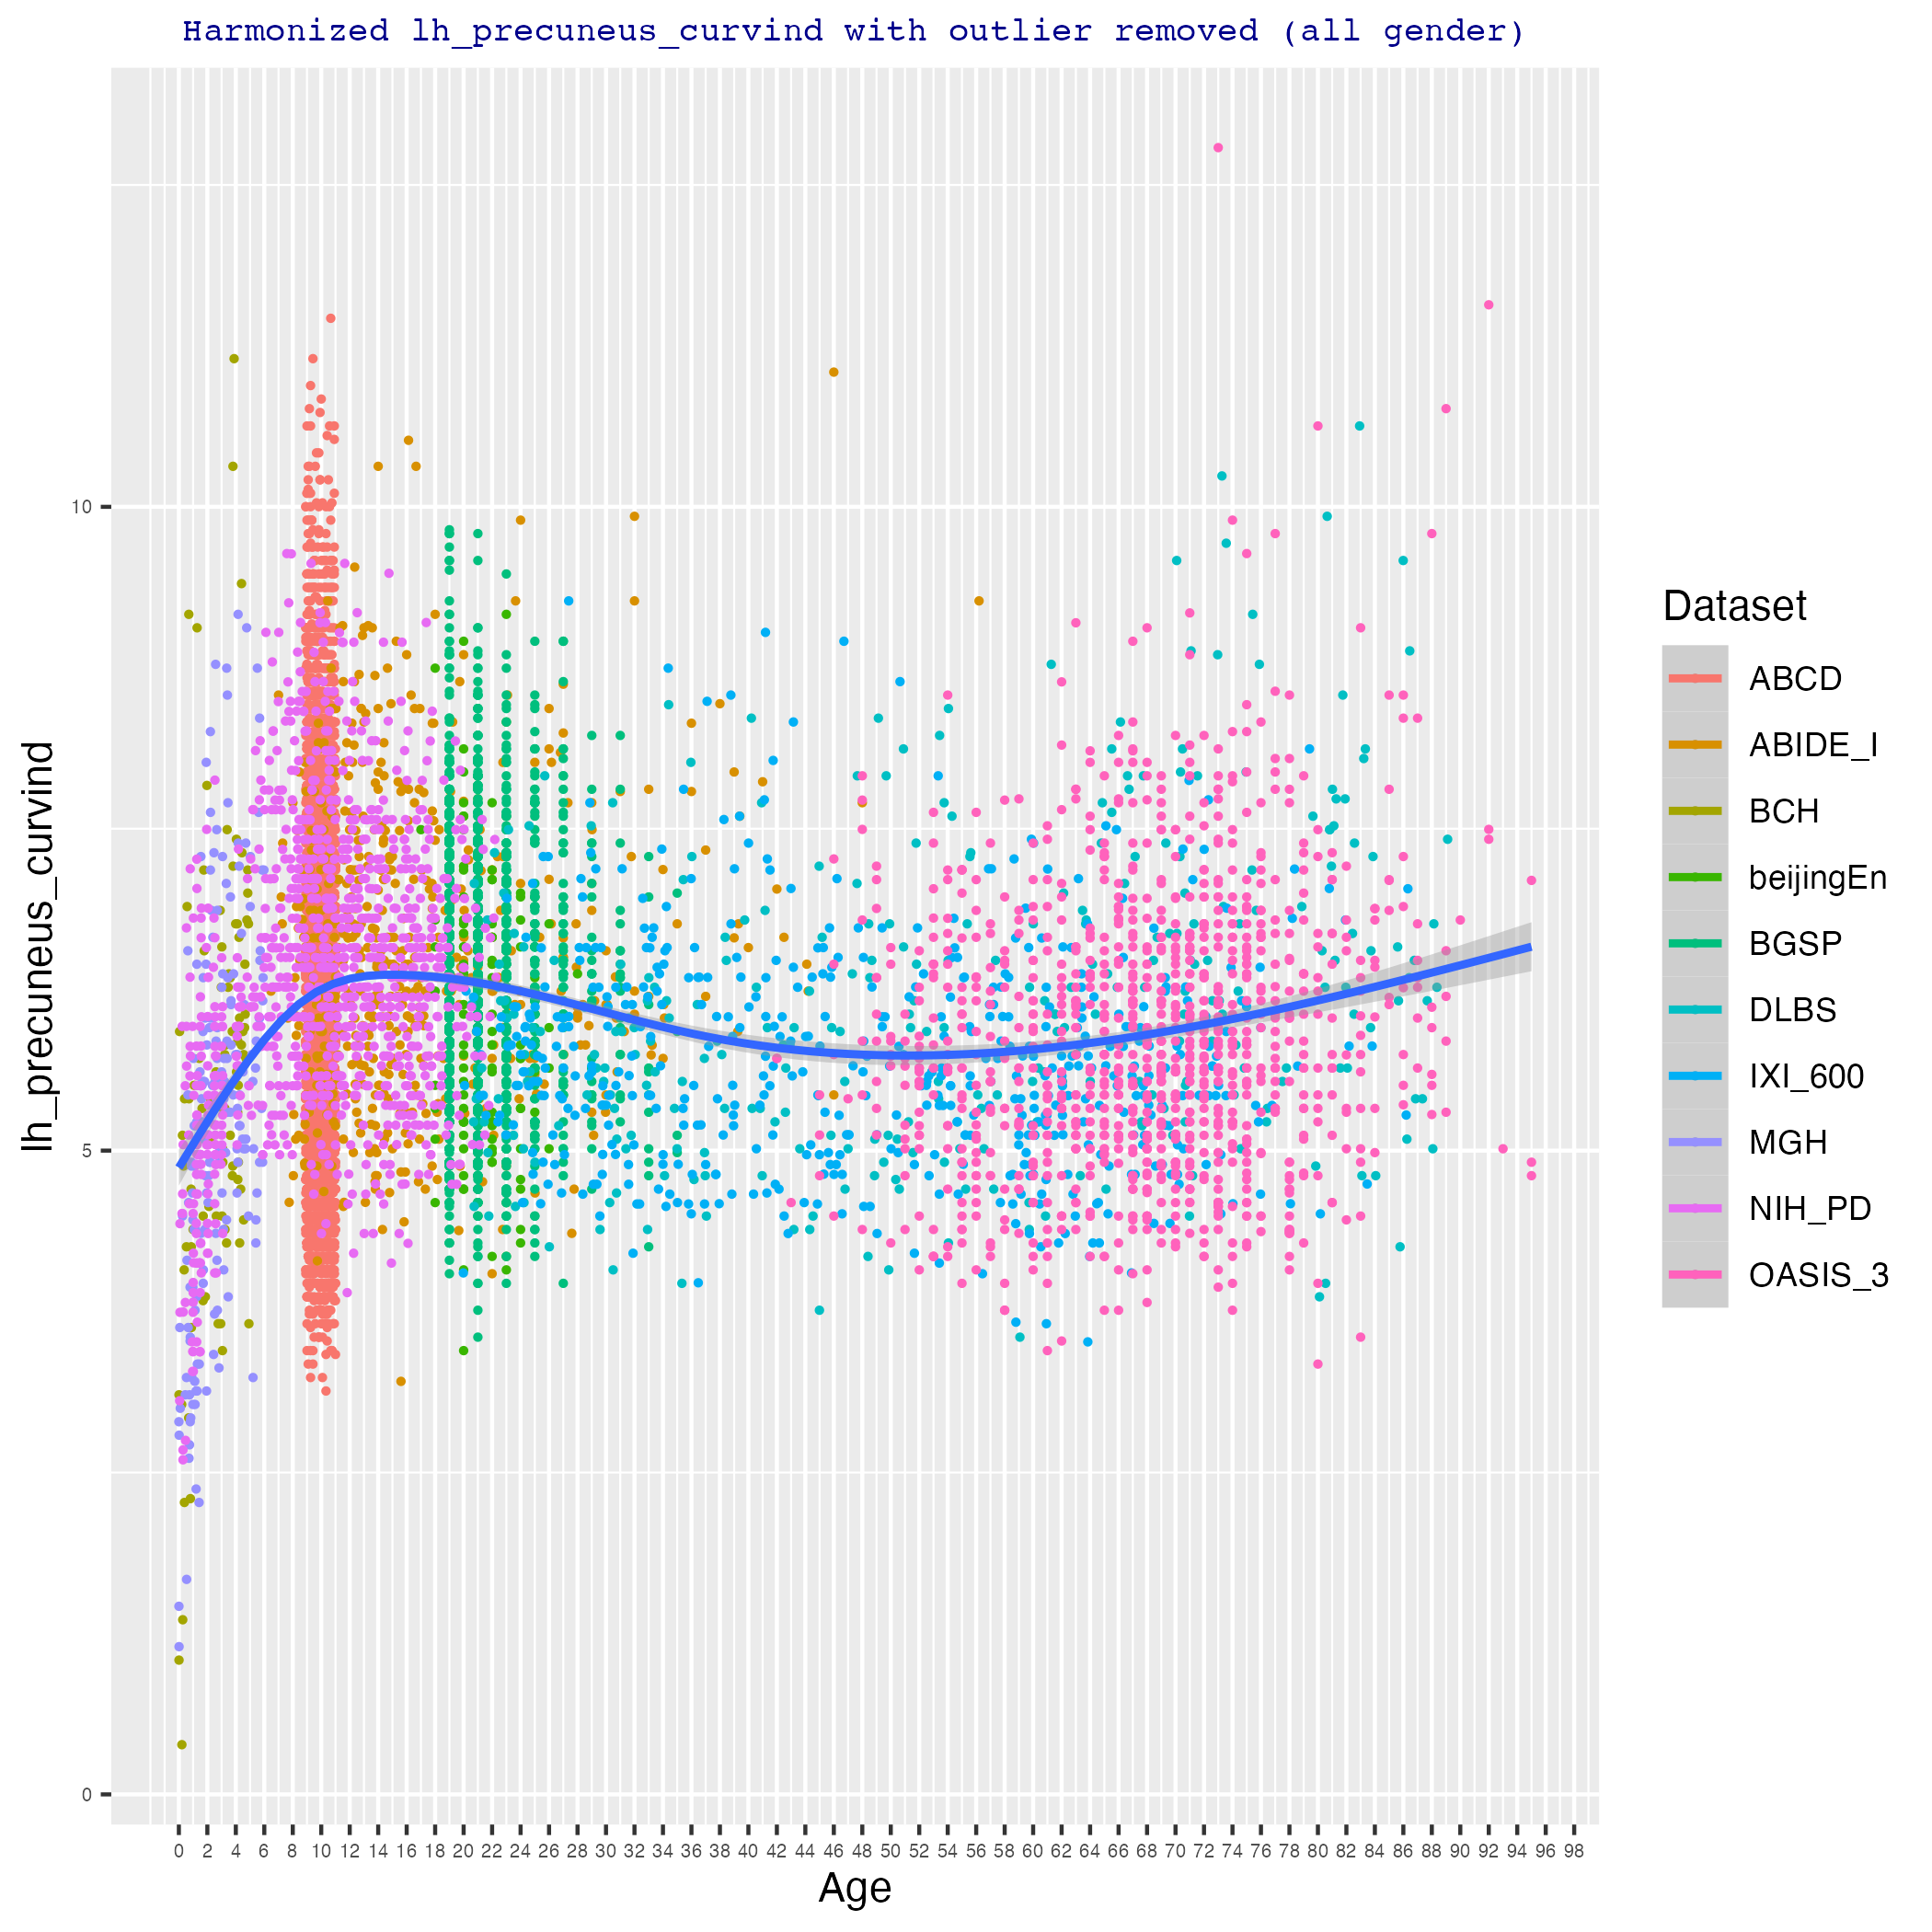 Harmonized lh_precuneus_curvind with outlier removed (all gender)
lh_precuneus_curvind
10
5
0
0 2 4 6 8 10 12 14 16 18 20 22 24 26 28 30 32 34 36 38 40 42 44 46 48 50 52 54 56 58 60 62 64 66 68 70 72 74 76 78 80 82 84 86 88 90 92 94 96 98
Age
Dataset
ABCD
ABIDE_I
BCH
beijingEn
BGSP
DLBS
IXI_600
MGH
NIH_PD
OASIS_3